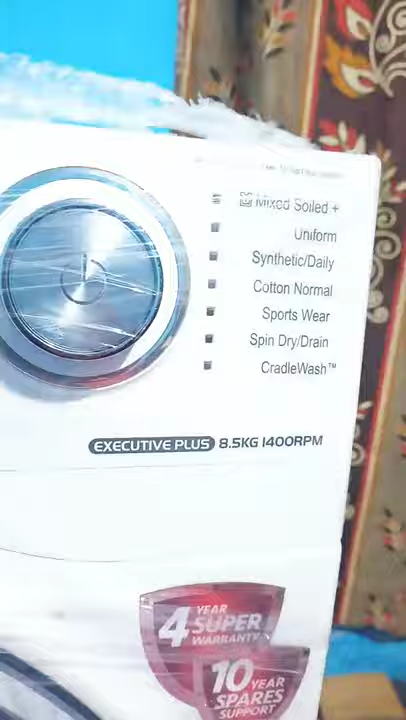 Mixed Soiled +
Uniform
Synthetic/Daily
Cotton Normal
Sports Wear
Spin Dry/Drain
CradleWash™
EXECUTIVE PLUS 8.5KG 1400RPM
4 YEAR
SUPER
WARRANTY
10 YEAR
SPARES
SUPPORT